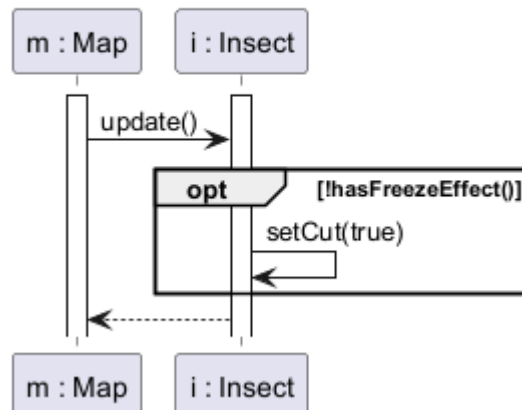 m : Map
i : Insect
update()
opt
[!hasFreezeEffect()]
setCut(true)
m : Map
i : Insect